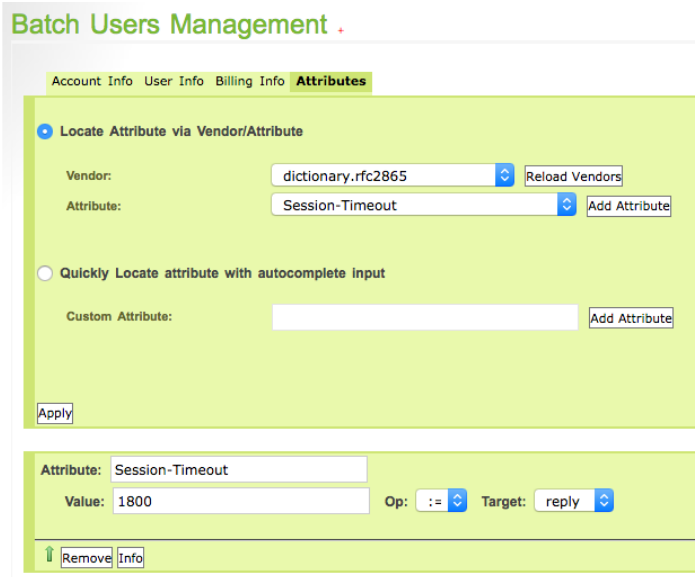 Batch Users Management +
Account Info User Info Billing Info Attributes
Locate Attribute via Vendor/Attribute
Vendor: dictionary.rfc2865 Reload Vendors
Attribute: Session-Timeout Add Attribute
Quickly Locate attribute with autocomplete input
Custom Attribute: Add Attribute
Apply
Attribute: Session-Timeout
Value: 1800 Op: := Target: reply
Remove Info